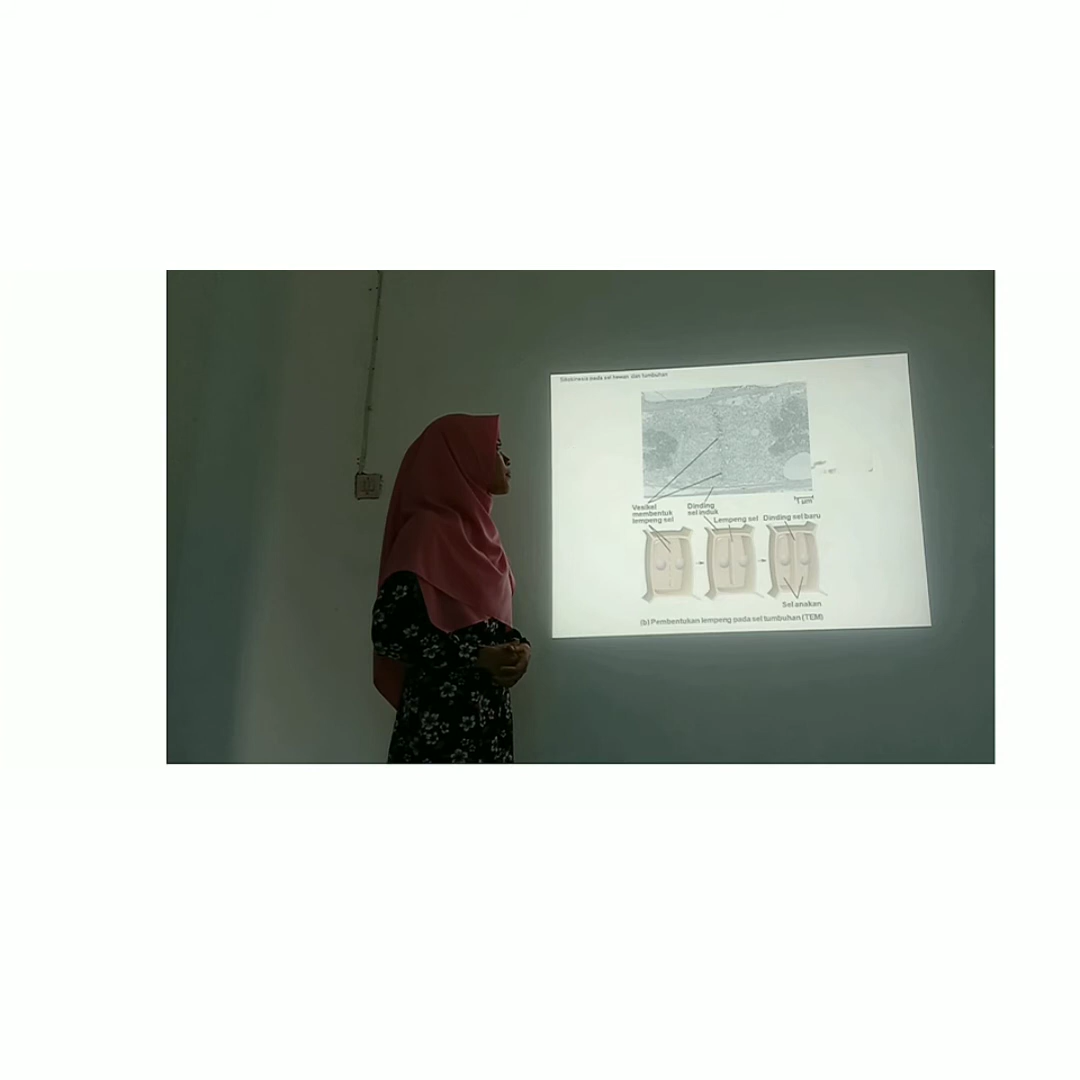 Sitokinesis pada sel hewan dan tumbuhan
1 µm
Vesikel
membentuk
lempeng sel
Dinding
sel induk
Lempeng sel
Dinding sel baru
Sel anakan
(b) Pembentukan lempeng pada sel tumbuhan (TEM)